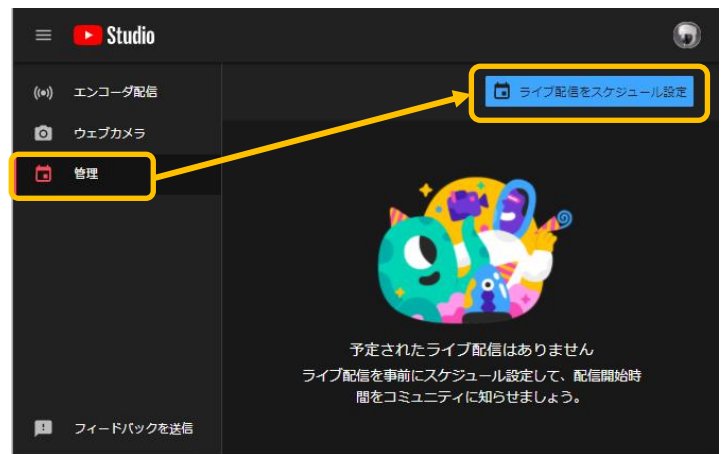 Studio
エンコーダ配信
ライブ配信をスケジュール設定
ウェブカメラ
管理
予定されたライブ配信はありません
ライブ配信を事前にスケジュール設定して、配信開始時
間をコミュニティに知らせましょう。
フィードバックを送信